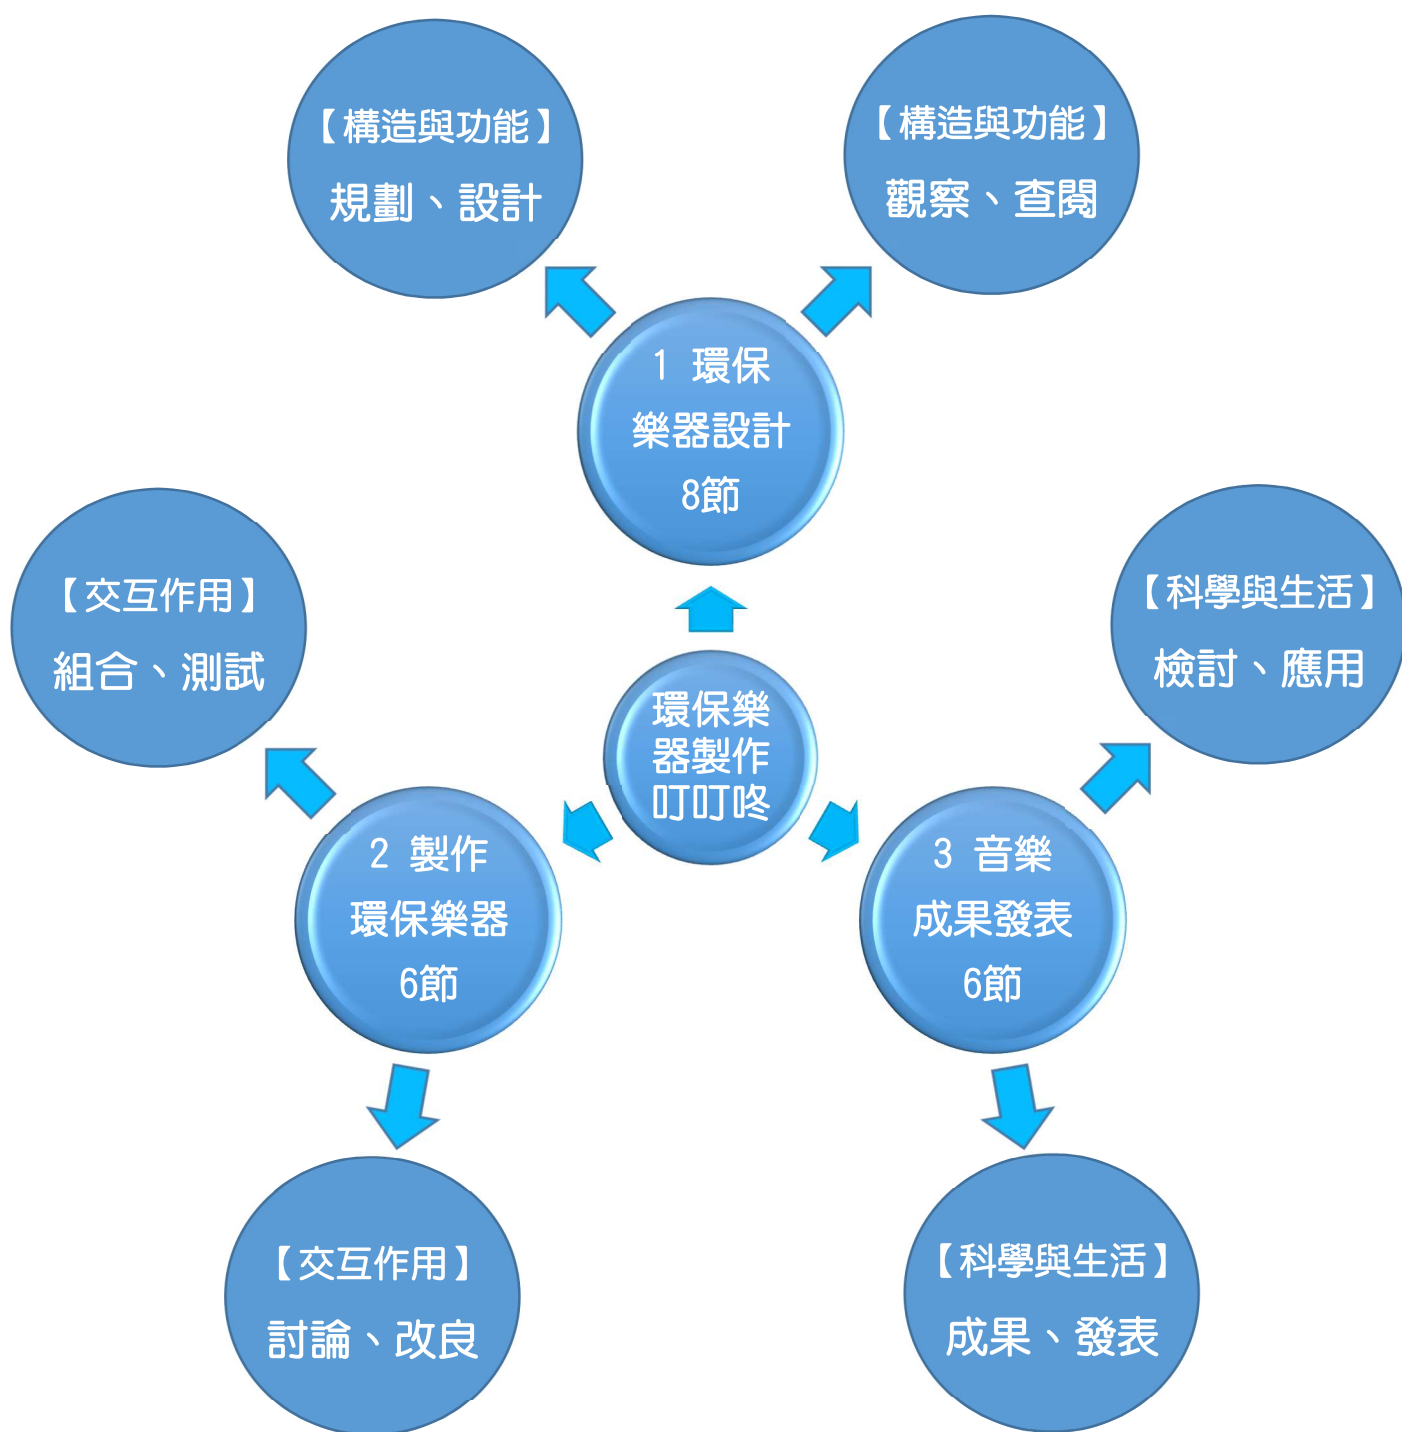 【構造與功能】
規劃、設計
【構造與功能】
觀察、查閱
1 環保
樂器設計
8節
【交互作用】
組合、測試
【科學與生活】
檢討、應用
環保樂
器製作
叮叮咚
2 製作
環保樂器
6節
3 音樂
成果發表
6節
【交互作用】
討論、改良
【科學與生活】
成果、發表